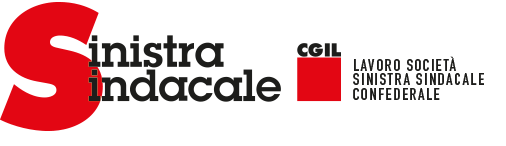 Sinistra
Sindacale
CGIL
LAVORO SOCIETÀ
SINISTRA SINDACALE
CONFEDERALE